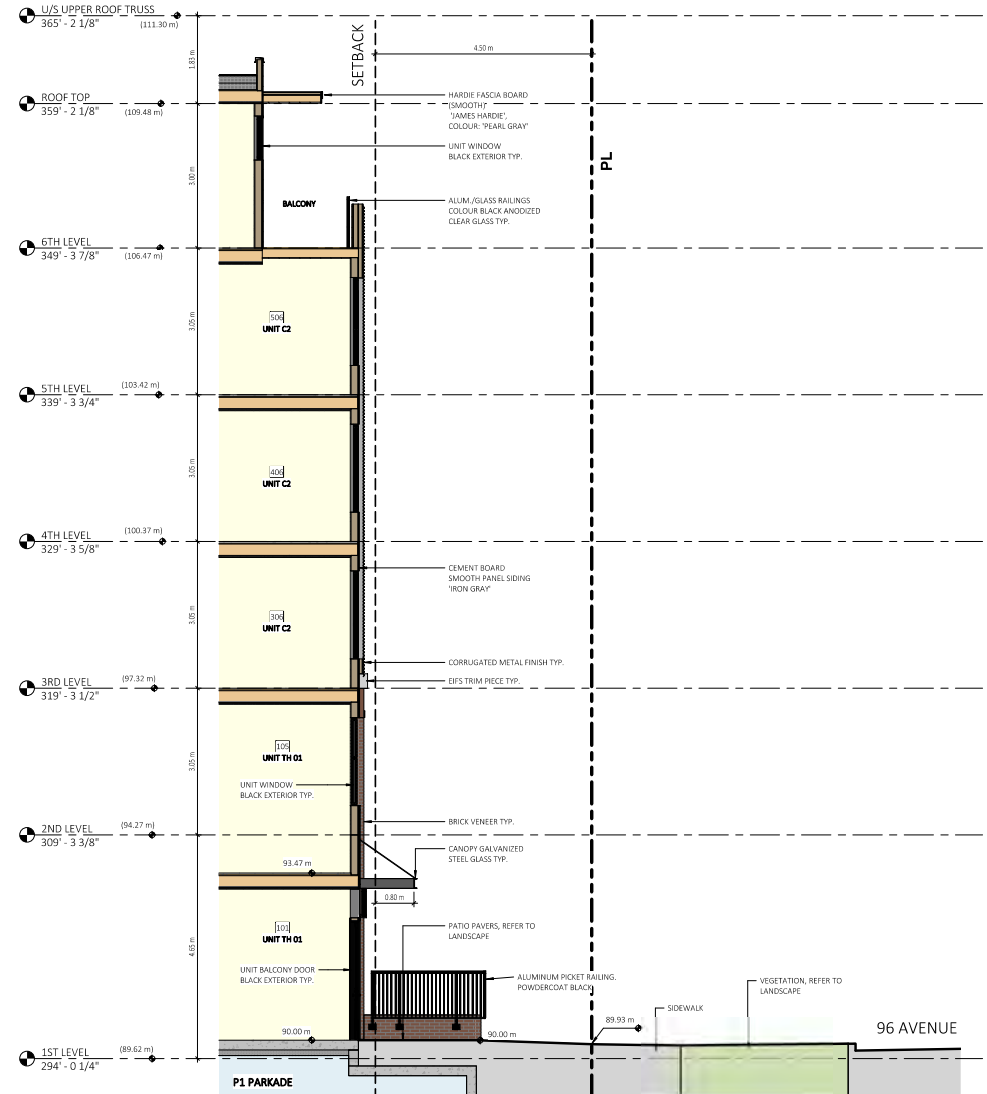 U/S UPPER ROOF TRUSS
365' - 2 1/8"
(111.30 m)
SETBACK
4.50 m
1.83 m
ROOF TOP
359' - 2 1/8"
(109.48 m)
HARDIE FASCIA BOARD
(SMOOTH)
'JAMES HARDIE',
COLOUR: 'PEARL GRAY'
UNIT WINDOW
BLACK EXTERIOR TYP.
PL
3.00 m
BALCONY
ALUM./GLASS RAILINGS
COLOUR BLACK ANODIZED
CLEAR GLASS TYP.
6TH LEVEL
349' - 3 7/8"
(106.47 m)
3.05 m
506
UNIT C2
5TH LEVEL
339' - 3 3/4"
(103.42 m)
3.05 m
406
UNIT C2
4TH LEVEL
329' - 3 5/8"
(100.37 m)
CEMENT BOARD
SMOOTH PANEL SIDING
'IRON GRAY'
3.05 m
306
UNIT C2
CORRUGATED METAL FINISH TYP.
EIFS TRIM PIECE TYP.
3RD LEVEL
319' - 3 1/2"
(97.32 m)
3.05 m
105
UNIT TH 01
UNIT WINDOW
BLACK EXTERIOR TYP.
BRICK VENEER TYP.
2ND LEVEL
309' - 3 3/8"
(94.27 m)
CANOPY GALVANIZED
STEEL GLASS TYP.
93.47 m
0.80 m
4.65 m
101
UNIT TH 01
PATIO PAVERS, REFER TO
LANDSCAPE
UNIT BALCONY DOOR
BLACK EXTERIOR TYP.
ALUMINUM PICKET RAILING.
POWDERCOAT BLACK
VEGETATION, REFER TO
LANDSCAPE
SIDEWALK
89.93 m
96 AVENUE
90.00 m
90.00 m
1ST LEVEL
294' - 0 1/4"
(89.62 m)
P1 PARKADE